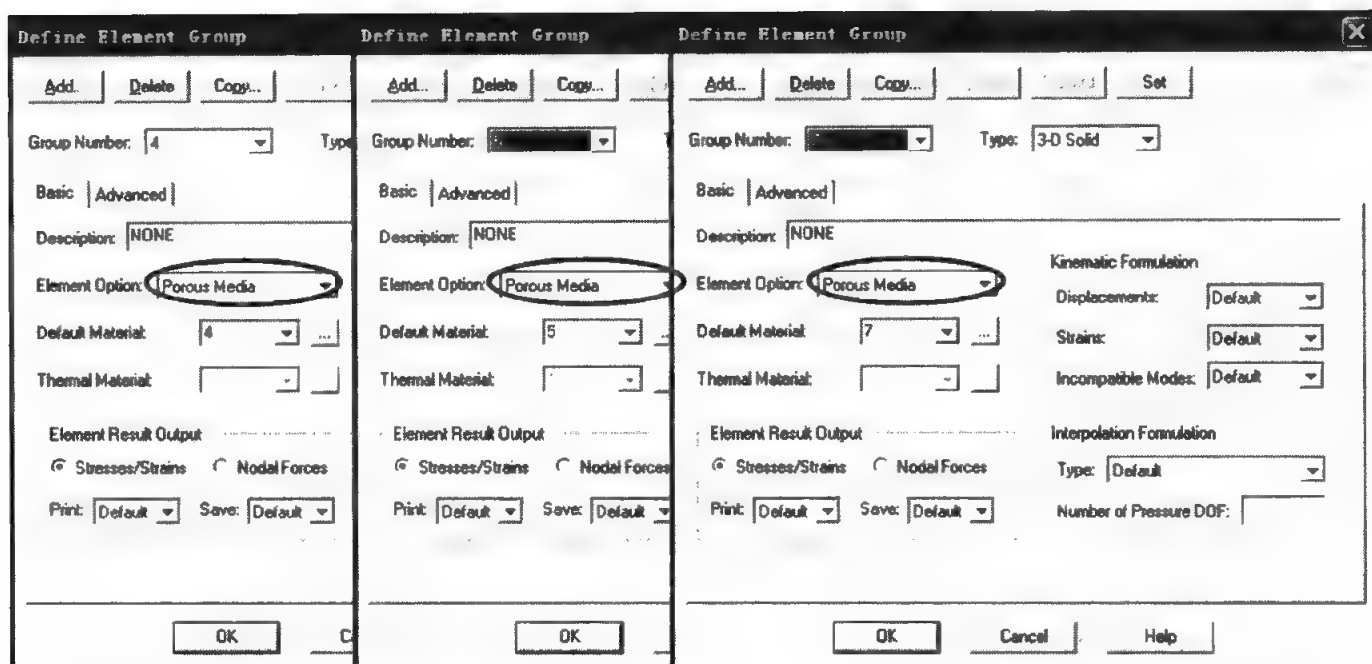 Define Element Group
Add..
Delete
Copy...
Group Number: 4
Type
Basic
Advanced
Description: NONE
Element Option: Porous Media
Default Material: 4
...
Thermal Material:
Element Result Output
Stresses/Strains
Nodal Forces
Print: Default
Save: Default
OK
Define Element Group
Add...
Delete
Copy...
Group Number:
Basic
Advanced
Description: NONE
Element Option: Porous Media
Default Material: 5
Thermal Material:
Element Result Output
Stresses/Strains
Nodal Forces
Print: Default
Save: Default
OK
Define Element Group
Add...
Delete
Copy...
Set
Group Number:
Type: 3-D Solid
Basic
Advanced
Description: NONE
Element Option: Porous Media
Default Material: 7
...
Thermal Material:
Element Result Output
Stresses/Strains
Nodal Forces
Print: Default
Save: Default
Kinematic Formulation
Displacements: Default
Strains: Default
Incompatible Modes: Default
Interpolation Formulation
Type: Default
Number of Pressure DOF:
OK
Cancel
Help